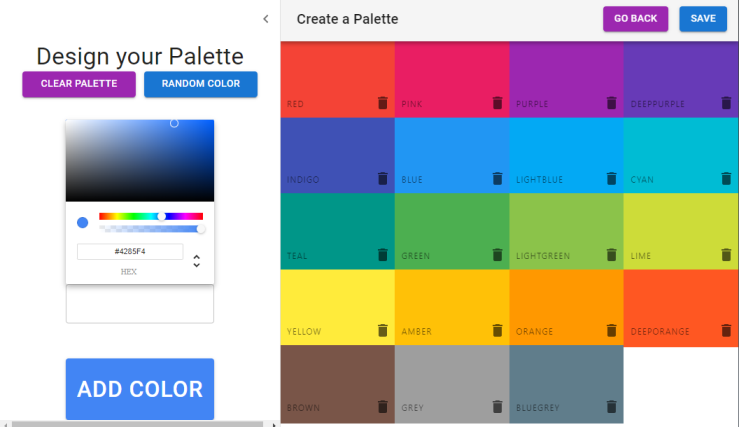 Create a Palette
GO BACK
SAVE
Design your Palette
CLEAR PALETTE
RANDOM COLOR
#4285F4
HEX
ADD COLOR
RED
PINK
PURPLE
DEEPPURPLE
INDIGO
BLUE
LIGHTBLUE
CYAN
TEAL
GREEN
LIGHTGREEN
LIME
YELLOW
AMBER
ORANGE
DEEPORANGE
BROWN
GREY
BLUEGREY